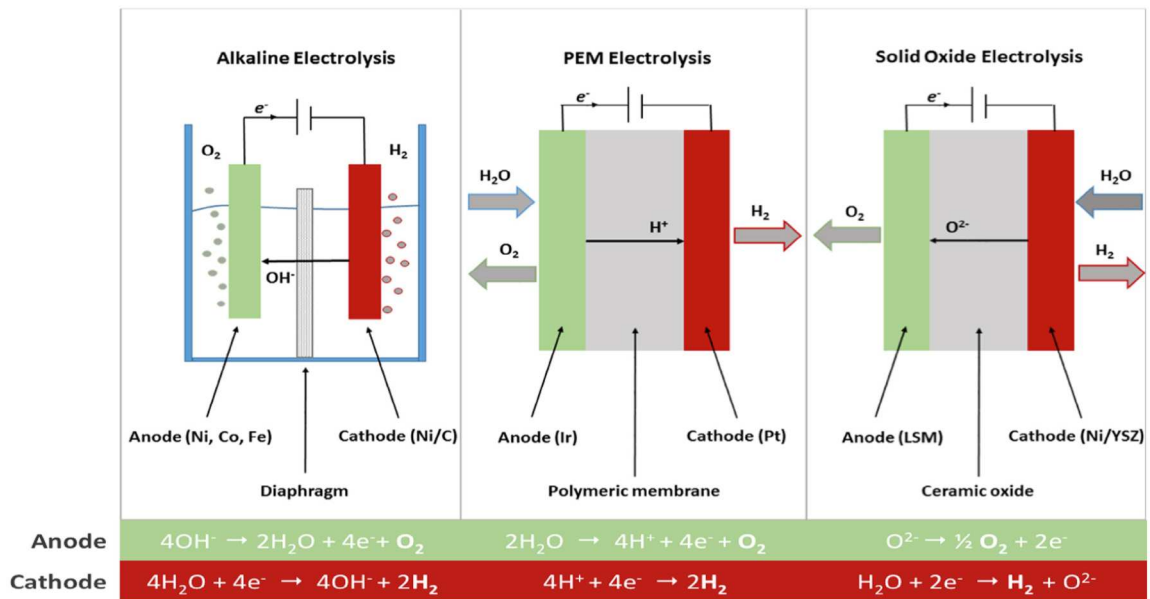 Alkaline Electrolysis
e⁻
O₂
H₂
OH⁻
Anode (Ni, Co, Fe)
Cathode (Ni/C)
Diaphragm
PEM Electrolysis
e⁻
H₂O
H₂
H⁺
O₂
Anode (Ir)
Cathode (Pt)
Polymeric membrane
Solid Oxide Electrolysis
e⁻
H₂O
O₂
O²⁻
H₂
Anode (LSM)
Cathode (Ni/YSZ)
Ceramic oxide
Anode 4OH⁻ → 2H₂O + 4e⁻+ O₂ 2H₂O → 4H⁺ + 4e⁻ + O₂ O²⁻ → ½ O₂ + 2e⁻
Cathode 4H₂O + 4e⁻ → 4OH⁻ + 2H₂ 4H⁺ + 4e⁻ → 2H₂ H₂O + 2e⁻ → H₂ + O²⁻